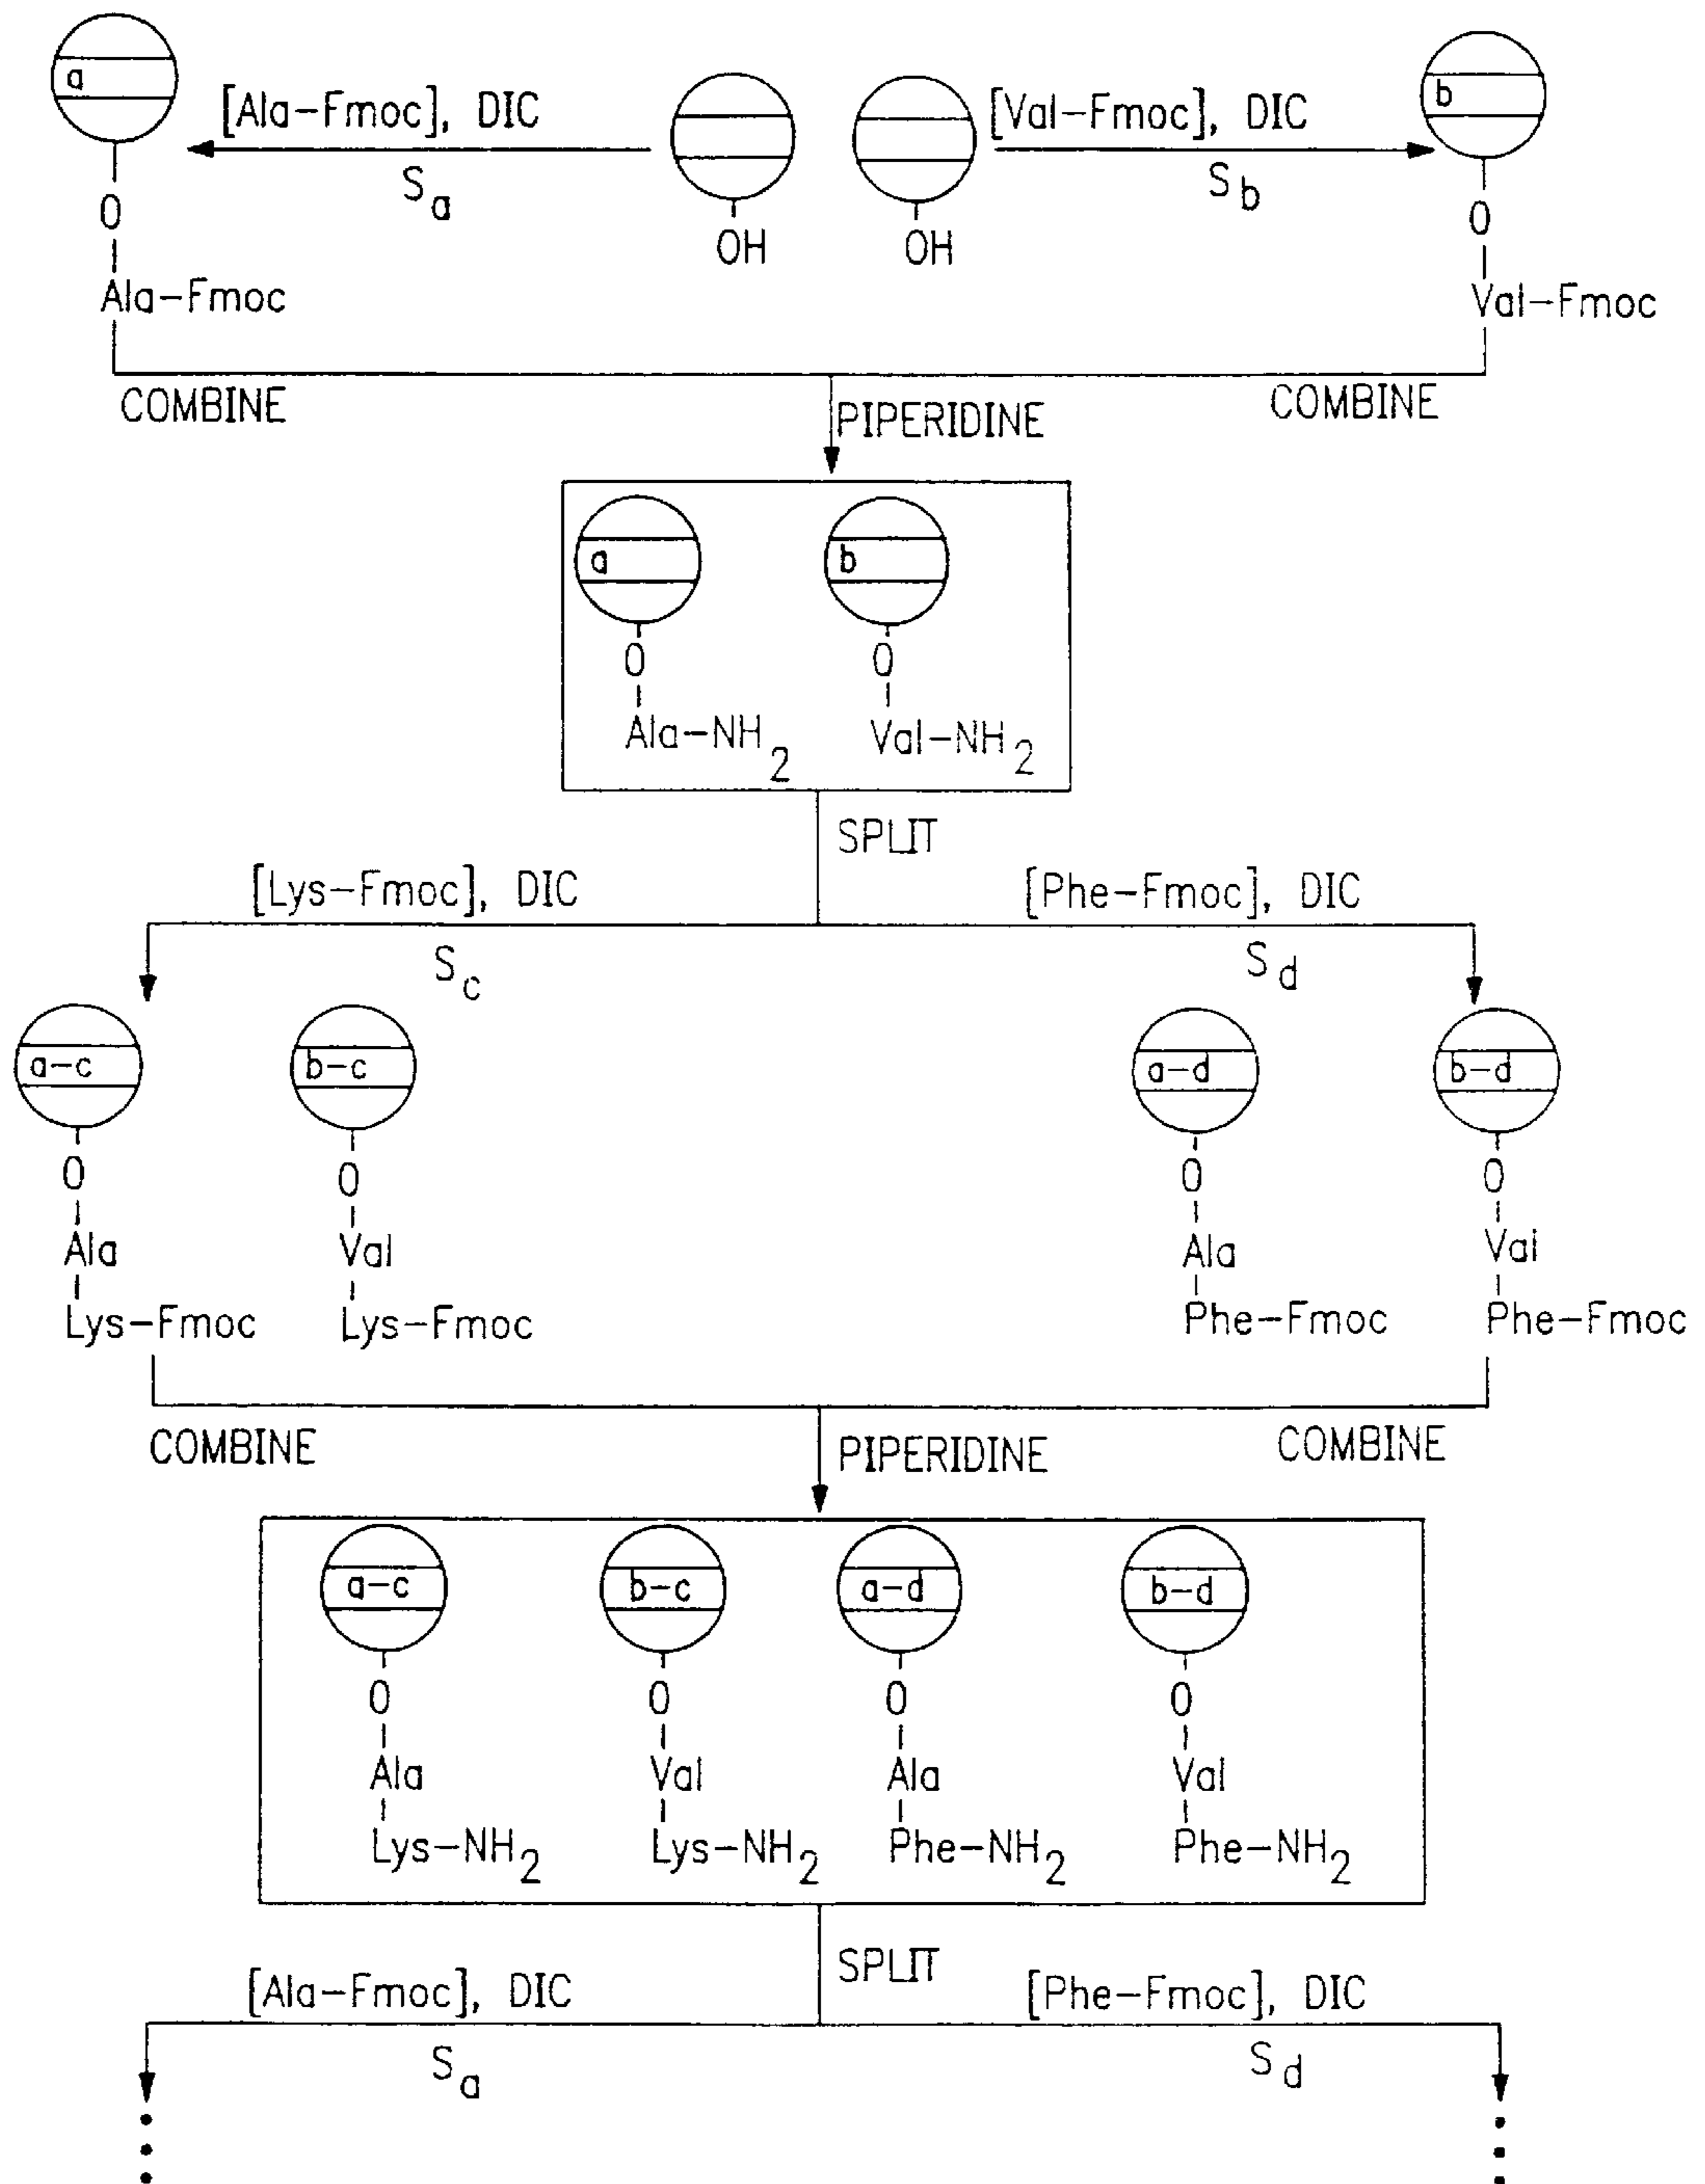 a [Ala-Fmoc], DIC [Val-Fmoc], DIC b
Sa Sb
O OH OH O
Ala-Fmoc Val-Fmoc
COMBINE PIPERIDINE COMBINE
a b
O O
Ala-NH2 Val-NH2
SPLIT
[Lys-Fmoc], DIC [Phe-Fmoc], DIC
Sc Sd
a-c b-c a-d b-d
O O O O
Ala Val Ala Val
Lys-Fmoc Lys-Fmoc Phe-Fmoc Phe-Fmoc
COMBINE PIPERIDINE COMBINE
a-c b-c a-d b-d
O O O O
Ala Val Ala Val
Lys-NH2 Lys-NH2 Phe-NH2 Phe-NH2
SPLIT
[Ala-Fmoc], DIC [Phe-Fmoc], DIC
Sa Sd